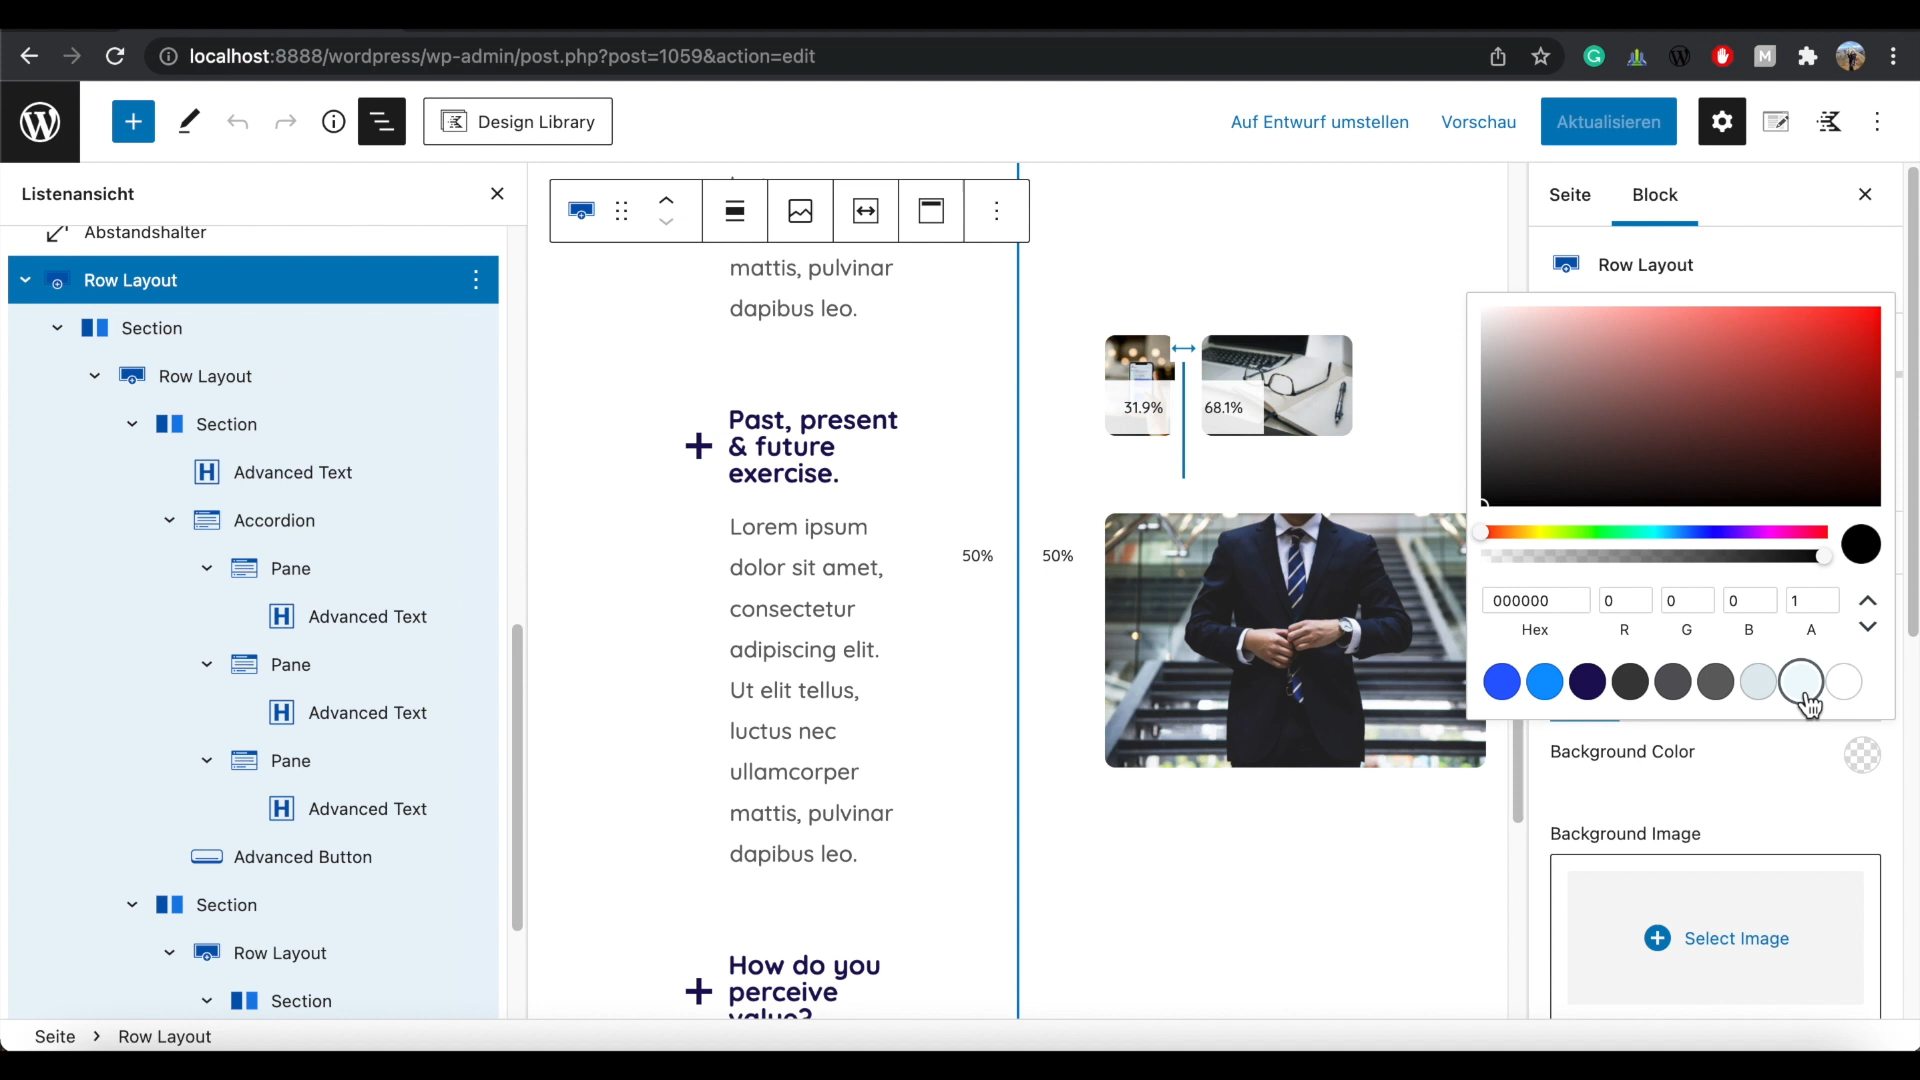 localhost:8888/wordpress/wp-admin/post.php?post=1059&action=edit
Design Library
Auf Entwurf umstellen
Vorschau
Aktualisieren
Listenansicht
Abstandshalter
Row Layout
Section
Row Layout
Section
Advanced Text
Accordion
Pane
Advanced Text
Pane
Advanced Text
Pane
Advanced Text
Advanced Button
Section
Row Layout
Section
mattis, pulvinar
dapibus leo.
Past, present
& future
exercise.
Lorem ipsum
dolor sit amet,
consectetur
adipiscing elit.
Ut elit tellus,
luctus nec
ullamcorper
mattis, pulvinar
dapibus leo.
How do you
perceive
value?
50%
50%
31.9%
68.1%
Seite
Block
Row Layout
000000
0
0
0
1
Hex
R
G
B
A
Background Color
Background Image
Select Image
Seite
Row Layout